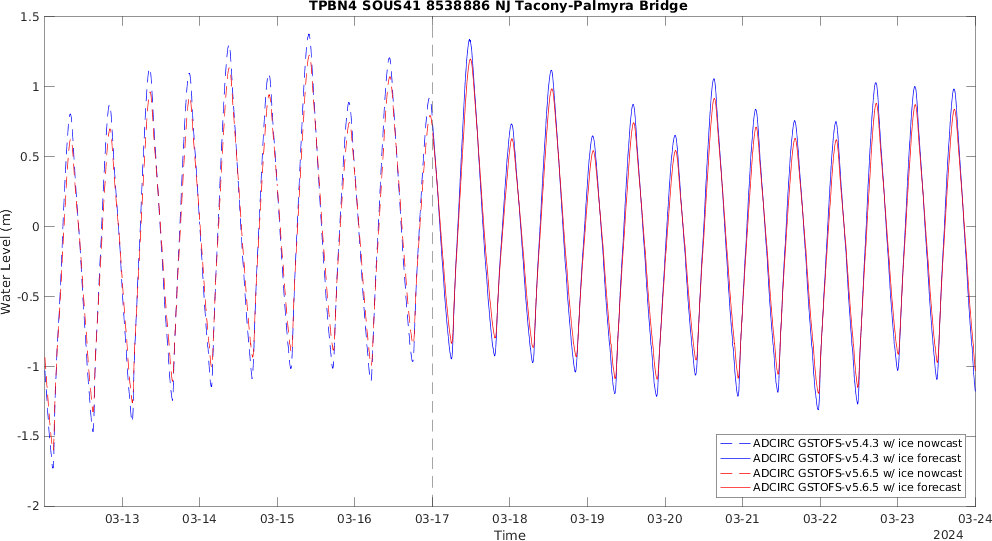 TPBN4 SOUS41 8538886 NJ Tacony-Palmyra Bridge
Water Level (m)
1.5
1
0.5
0
-0.5
-1
-1.5
-2
ADCIRC GSTOFS-v5.4.3 w/ ice nowcast
ADCIRC GSTOFS-v5.4.3 w/ ice forecast
ADCIRC GSTOFS-v5.6.5 w/ ice nowcast
ADCIRC GSTOFS-v5.6.5 w/ ice forecast
03-13 03-14 03-15 03-16 03-17 03-18 03-19 03-20 03-21 03-22 03-23 03-24
Time
2024